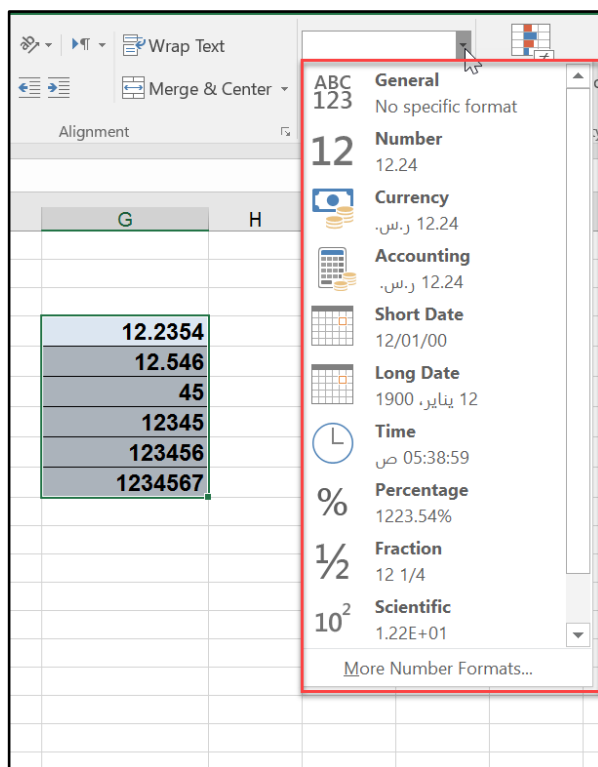 Wrap Text
Merge & Center
Alignment
G H
12.2354
12.546
45
12345
123456
1234567
ABC
123
General
No specific format
12
Number
12.24
Currency
12.24 ر.س.
Accounting
12.24 ر.س.
Short Date
12/01/00
Long Date
12 يناير، 1900
Time
05:38:59 ص
%
Percentage
1223.54%
½
Fraction
12 1/4
10²
Scientific
1.22E+01
More Number Formats...